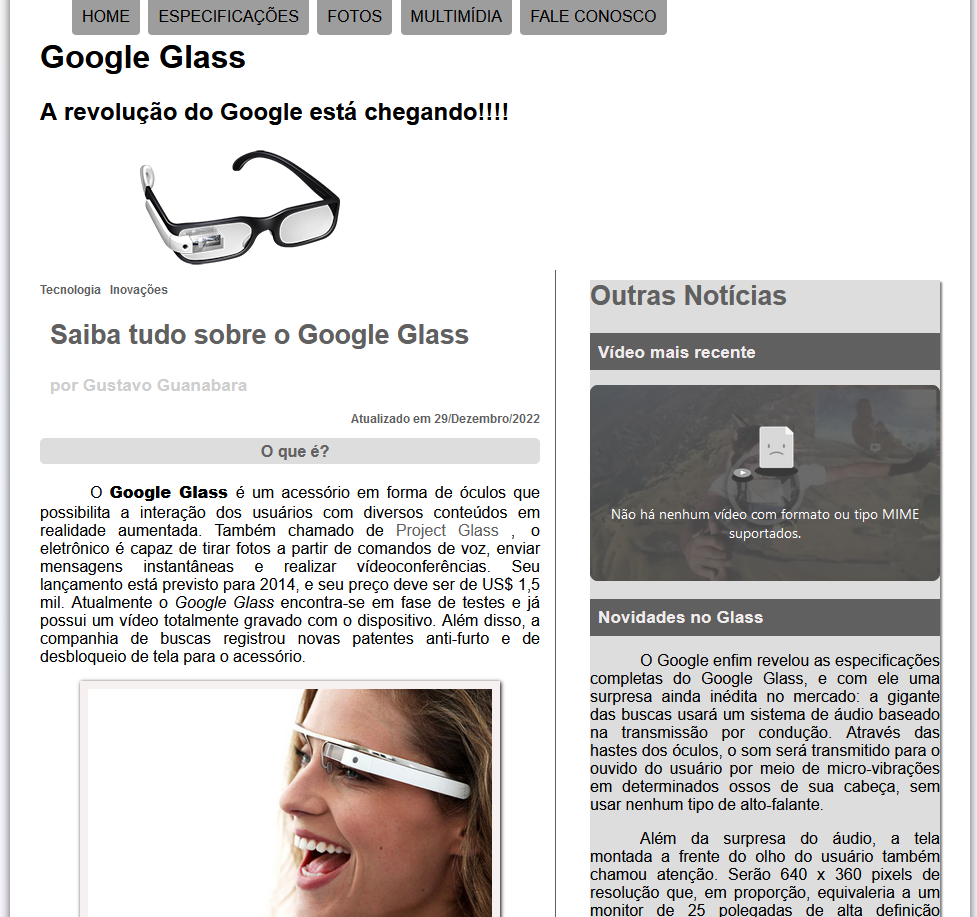 HOME ESPECIFICAÇÕES FOTOS MULTIMÍDIA FALE CONOSCO
Google Glass
A revolução do Google está chegando!!!!
Tecnologia Inovações
Saiba tudo sobre o Google Glass
por Gustavo Guanabara
Atualizado em 29/Dezembro/2022
O que é?
O Google Glass é um acessório em forma de óculos que
possibilita a interação dos usuários com diversos conteúdos em
realidade aumentada. Também chamado de Project Glass , o
eletrônico é capaz de tirar fotos a partir de comandos de voz, enviar
mensagens instantâneas e realizar vídeoconferências. Seu
lançamento está previsto para 2014, e seu preço deve ser de US$ 1,5
mil. Atualmente o Google Glass encontra-se em fase de testes e já
possui um vídeo totalmente gravado com o dispositivo. Além disso, a
companhia de buscas registrou novas patentes anti-furto e de
desbloqueio de tela para o acessório.
Outras Notícias
Vídeo mais recente
Não há nenhum vídeo com formato ou tipo MIME
suportados.
Novidades no Glass
O Google enfim revelou as especificações
completas do Google Glass, e com ele uma
surpresa ainda inédita no mercado: a gigante
das buscas usará um sistema de áudio baseado
na transmissão por condução. Através das
hastes dos óculos, o som será transmitido para o
ouvido do usuário por meio de micro-vibrações
em determinados ossos de sua cabeça, sem
usar nenhum tipo de alto-falante.
Além da surpresa do áudio, a tela
montada a frente do olho do usuário também
chamou atenção. Serão 640 x 360 pixels de
resolução que, em proporção, equivaleria a um
monitor de 25 polegadas de alta definição